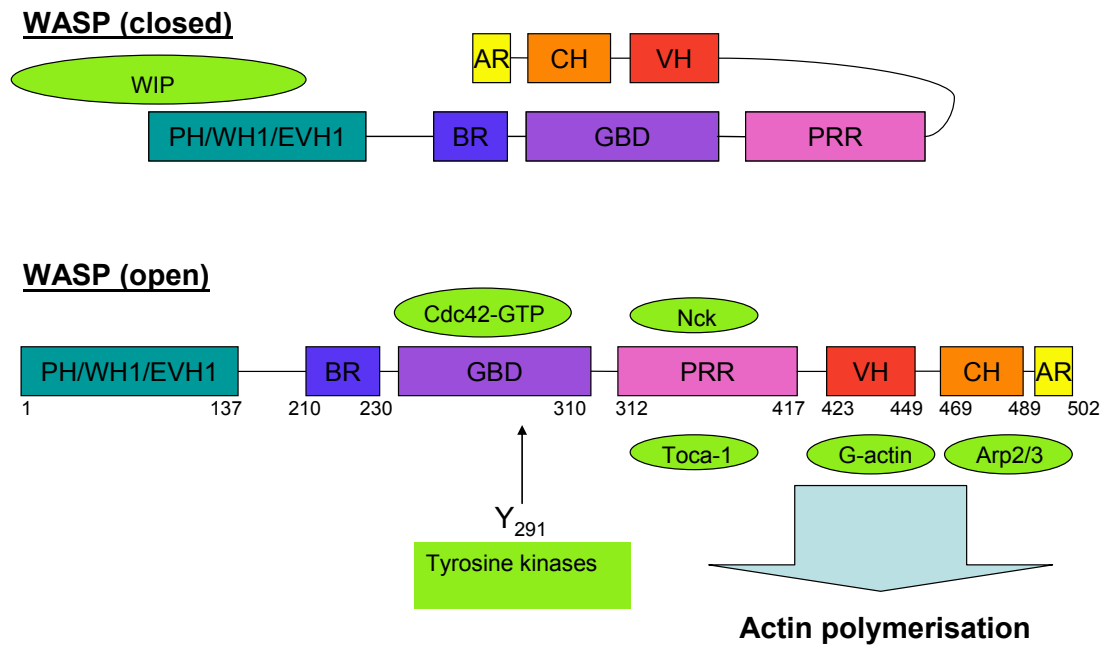 WASP (closed)
AR CH VH
WIP
PH/WH1/EVH1 BR GBD PRR
WASP (open)
Cdc42-GTP Nck
PH/WH1/EVH1 BR GBD PRR VH CH AR
1 137 210 230 310 312 417 423 449 469 489 502
Toca-1 G-actin Arp2/3
Y291
Tyrosine kinases
Actin polymerisation